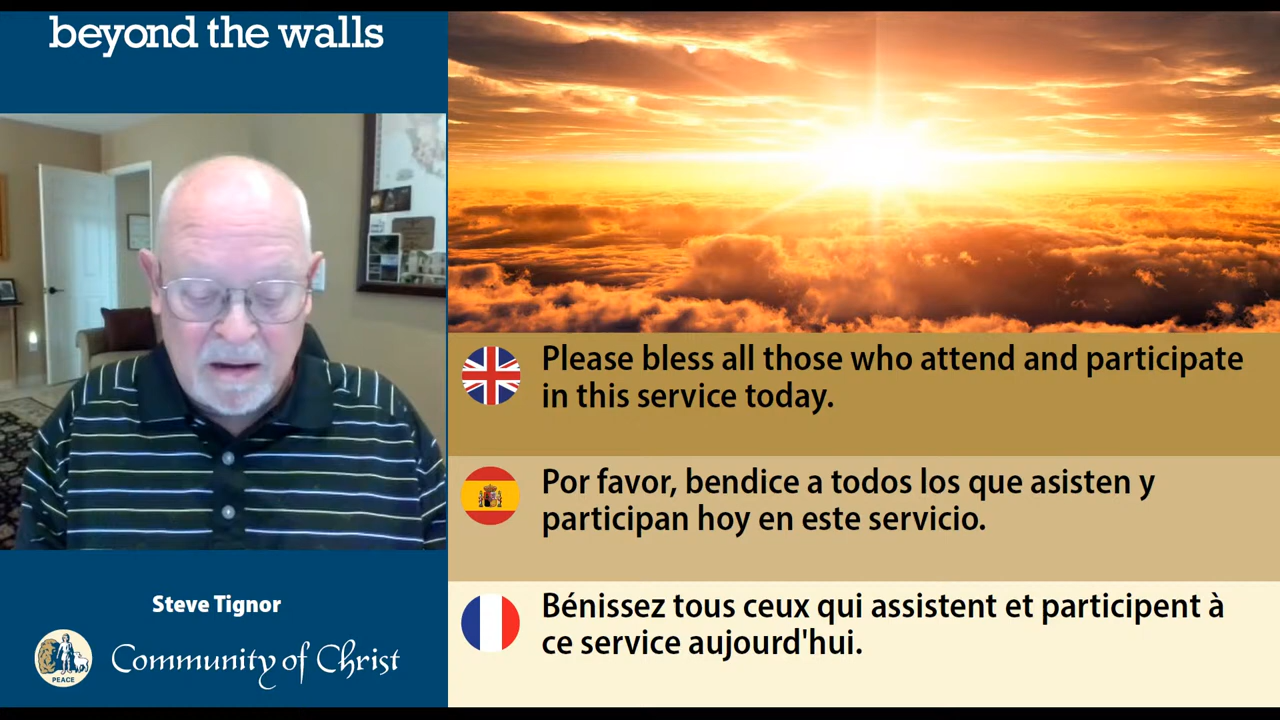 beyond the walls
Please bless all those who attend and participate
in this service today.
Por favor, bendice a todos los que asisten y
participan hoy en este servicio.
Bénissez tous ceux qui assistent et participent à
ce service aujourd'hui.
Steve Tignor
PEACE
Community of Christ